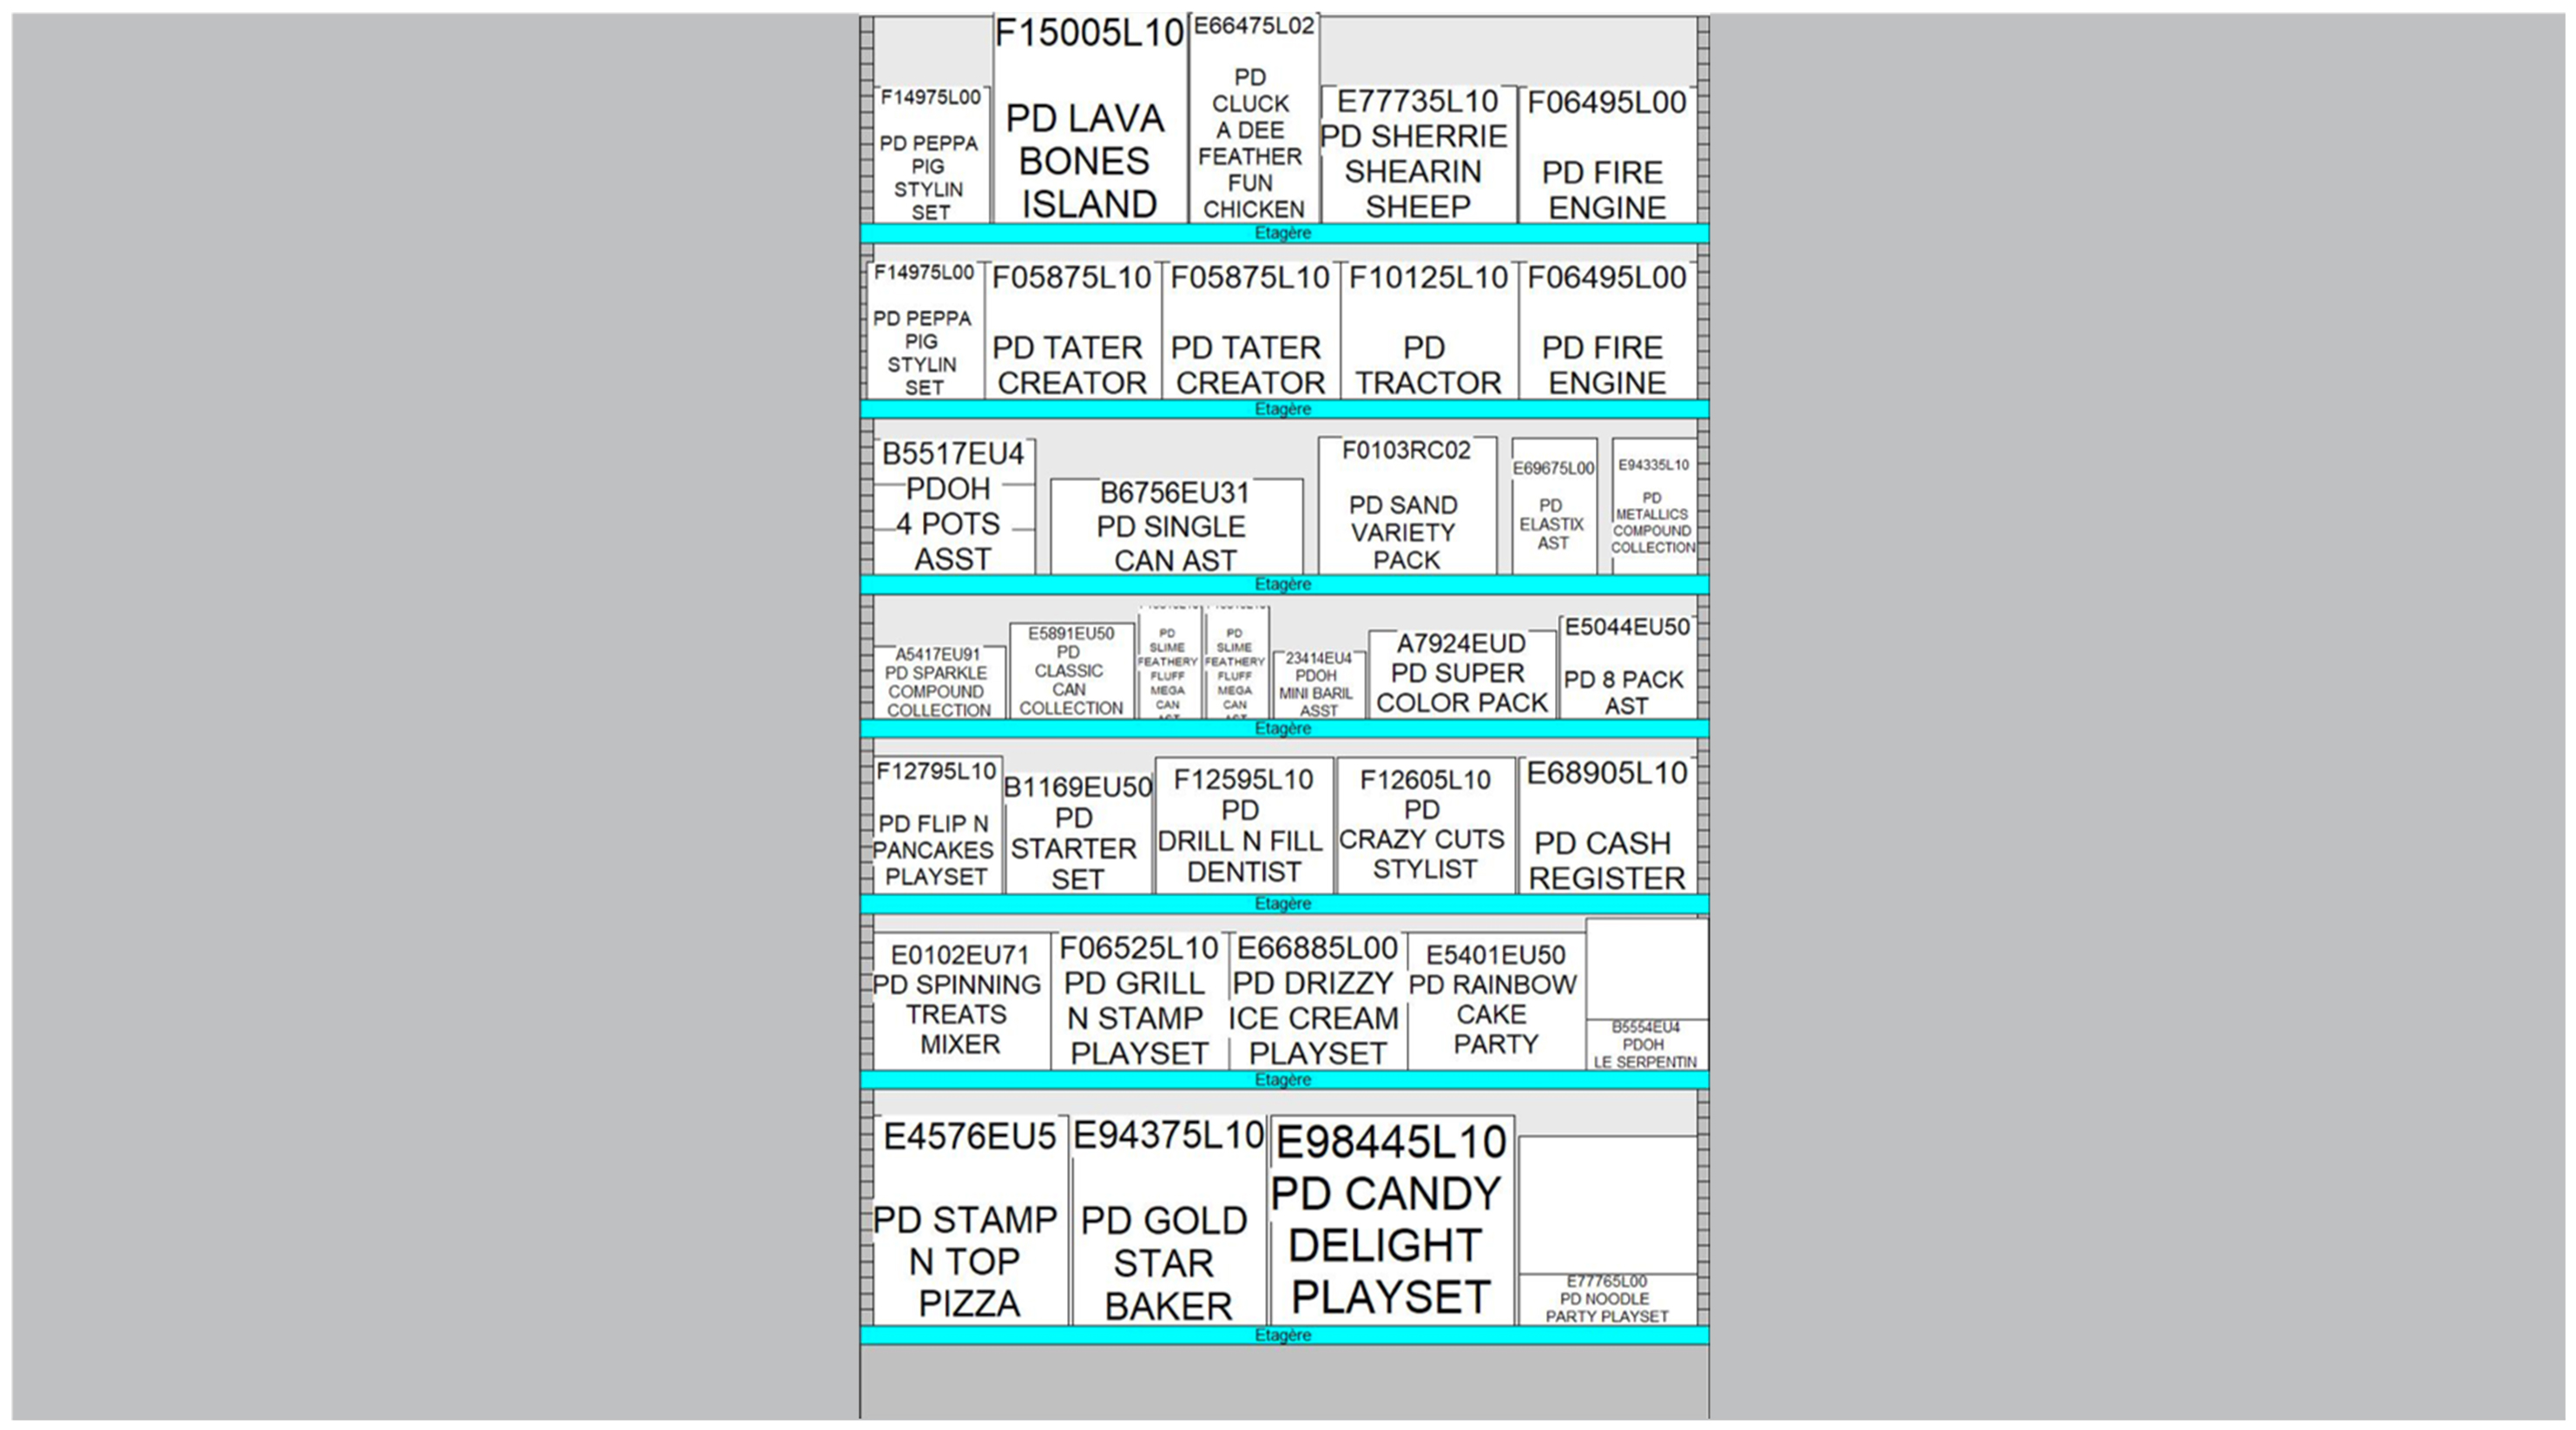 F14975L00
PD PEPPA
PIG
STYLIN
SET
F15005L10
PD LAVA
BONES
ISLAND
E66475L02
PD
CLUCK
A DEE
FEATHER
FUN
CHICKEN
E77735L10
PD SHERRIE
SHEARIN
SHEEP
F06495L00
PD FIRE
ENGINE
Etagère
F14975L00
PD PEPPA
PIG
STYLIN
SET
F05875L10
PD TATER
CREATOR
F05875L10
PD TATER
CREATOR
F10125L10
PD
TRACTOR
F06495L00
PD FIRE
ENGINE
Etagère
B5517EU4
PDOH
4 POTS
ASST
B6756EU31
PD SINGLE
CAN AST
F0103RC02
PD SAND
VARIETY
PACK
E69675L00
PD
ELASTIX
AST
E94335L10
PD
METALLICS
COMPOUND
COLLECTION
Etagère
A5417EU91
PD SPARKLE
COMPOUND
COLLECTION
E5891EU50
PD
CLASSIC
CAN
COLLECTION
PD
SLIME
FEATHERY
FLUFF
MEGA
CAN
PD
SLIME
FEATHERY
FLUFF
MEGA
CAN
23414EU4
PDOH
MINI BARIL
ASST
A7924EUD
PD SUPER
COLOR PACK
E5044EU50
PD 8 PACK
AST
Etagère
F12795L10
PD FLIP N
PANCAKES
PLAYSET
B1169EU50
PD
STARTER
SET
F12595L10
PD
DRILL N FILL
DENTIST
F12605L10
PD
CRAZY CUTS
STYLIST
E68905L10
PD CASH
REGISTER
Etagère
E0102EU71
PD SPINNING
TREATS
MIXER
F06525L10
PD GRILL
N STAMP
PLAYSET
E66885L00
PD DRIZZY
ICE CREAM
PLAYSET
E5401EU50
PD RAINBOW
CAKE
PARTY
B5554EU4
PDOH
LE SERPENTIN
Etagère
E4576EU5
PD STAMP
N TOP
PIZZA
E94375L10
PD GOLD
STAR
BAKER
E98445L10
PD CANDY
DELIGHT
PLAYSET
E77765L00
PD NOODLE
PARTY PLAYSET
Etagère